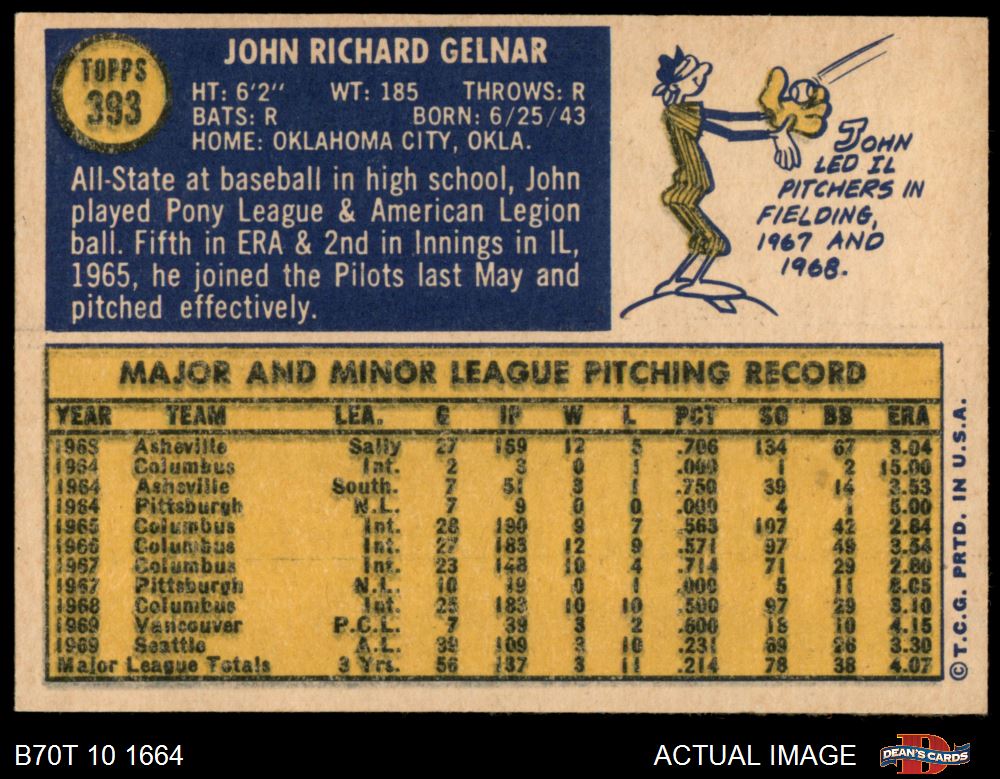 TOPPS
393
JOHN RICHARD GELNAR
HT: 6'2" WT: 185 THROWS: R
BATS: R BORN: 6/25/43
HOME: OKLAHOMA CITY, OKLA.
All-State at baseball in high school, John
played Pony League & American Legion
ball. Fifth in ERA & 2nd in Innings in IL,
1965, he joined the Pilots last May and
pitched effectively.
JOHN
LED IL
PITCHERS IN
FIELDING,
1967 AND
1968.
MAJOR AND MINOR LEAGUE PITCHING RECORD
YEAR TEAM LEA. G IP W L PCT SO BB ERA
Asheville Sally 27 159 12 5 .706 134 67 3.04
1964 Columbus Int. 2 3 0 1 .000 1 2 15.00
1964 Asheville South. 7 51 3 1 .750 39 14 3.53
1964 Pittsburgh N.L. 7 9 0 0 .000 4 1 5.00
1965 Columbus Int. 28 190 9 7 .563 107 42 2.84
1966 Columbus Int. 27 183 12 9 .571 97 49 3.54
1967 Columbus Int. 23 148 10 4 .714 71 29 2.80
1967 Pittsburgh N.L. 10 19 0 1 .000 5 11 8.05
1968 Columbus Int. 25 183 10 10 .500 97 29 3.10
1969 Vancouver P.C.L. 7 39 3 2 .600 18 10 4.15
1969 Seattle A.L. 39 109 3 10 .231 69 26 3.30
Major League Totals 3 Yrs. 56 137 3 11 .214 78 38 4.07
©T.C.G. PRTD. IN U.S.A.
B70T 10 1664
ACTUAL IMAGE
DEAN'S CARDS